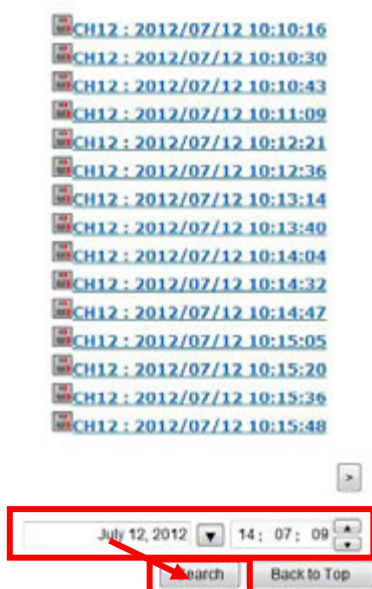 CH12 : 2012/07/12 10:10:16
CH12 : 2012/07/12 10:10:30
CH12 : 2012/07/12 10:10:43
CH12 : 2012/07/12 10:11:09
CH12 : 2012/07/12 10:12:21
CH12 : 2012/07/12 10:12:36
CH12 : 2012/07/12 10:13:14
CH12 : 2012/07/12 10:13:40
CH12 : 2012/07/12 10:14:04
CH12 : 2012/07/12 10:14:32
CH12 : 2012/07/12 10:14:47
CH12 : 2012/07/12 10:15:05
CH12 : 2012/07/12 10:15:20
CH12 : 2012/07/12 10:15:36
CH12 : 2012/07/12 10:15:48
>
July 12, 2012 14 : 07 : 09
Search Back to Top